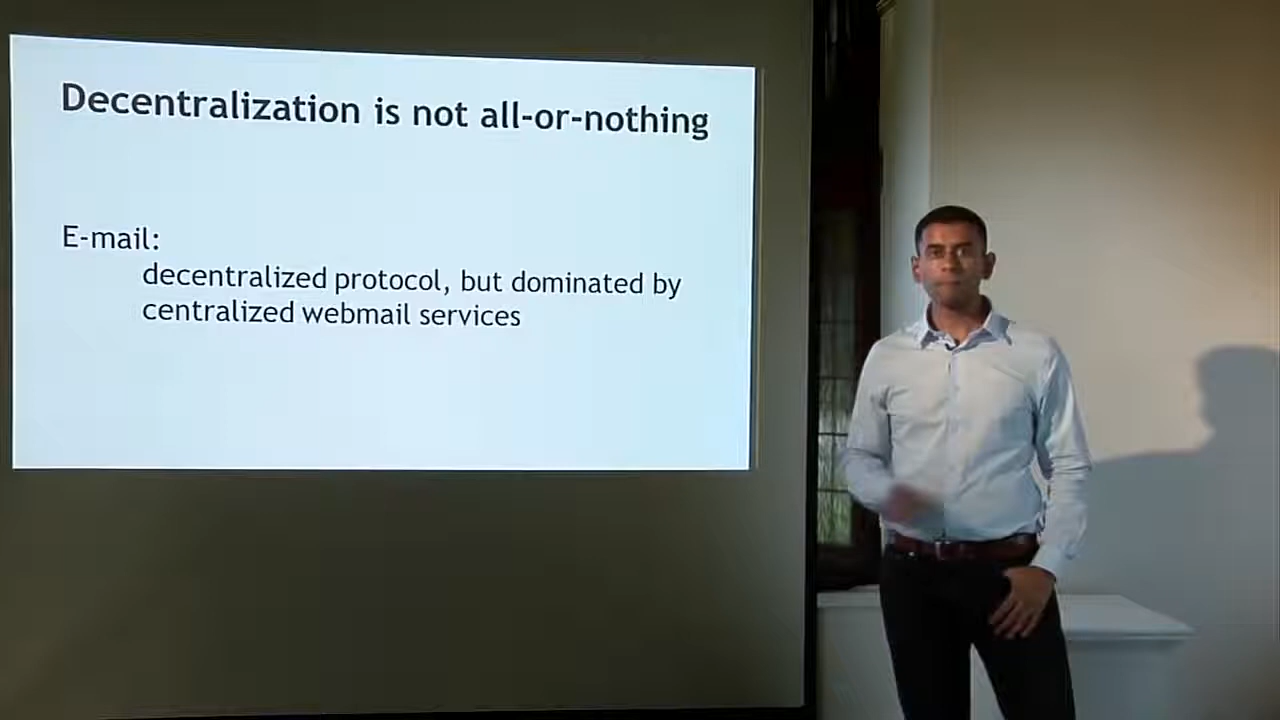 Decentralization is not all-or-nothing
E-mail:
decentralized protocol, but dominated by
centralized webmail services